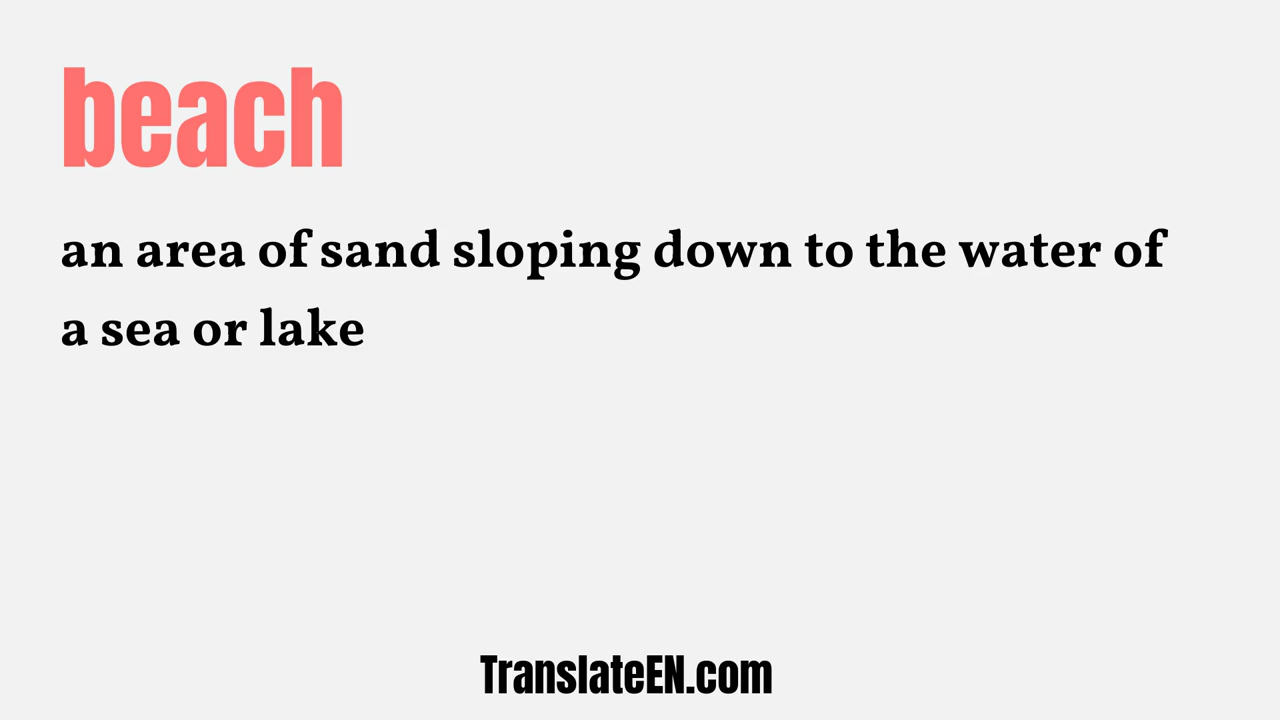 beach
an area of sand sloping down to the water of
a sea or lake
TranslateEN.com